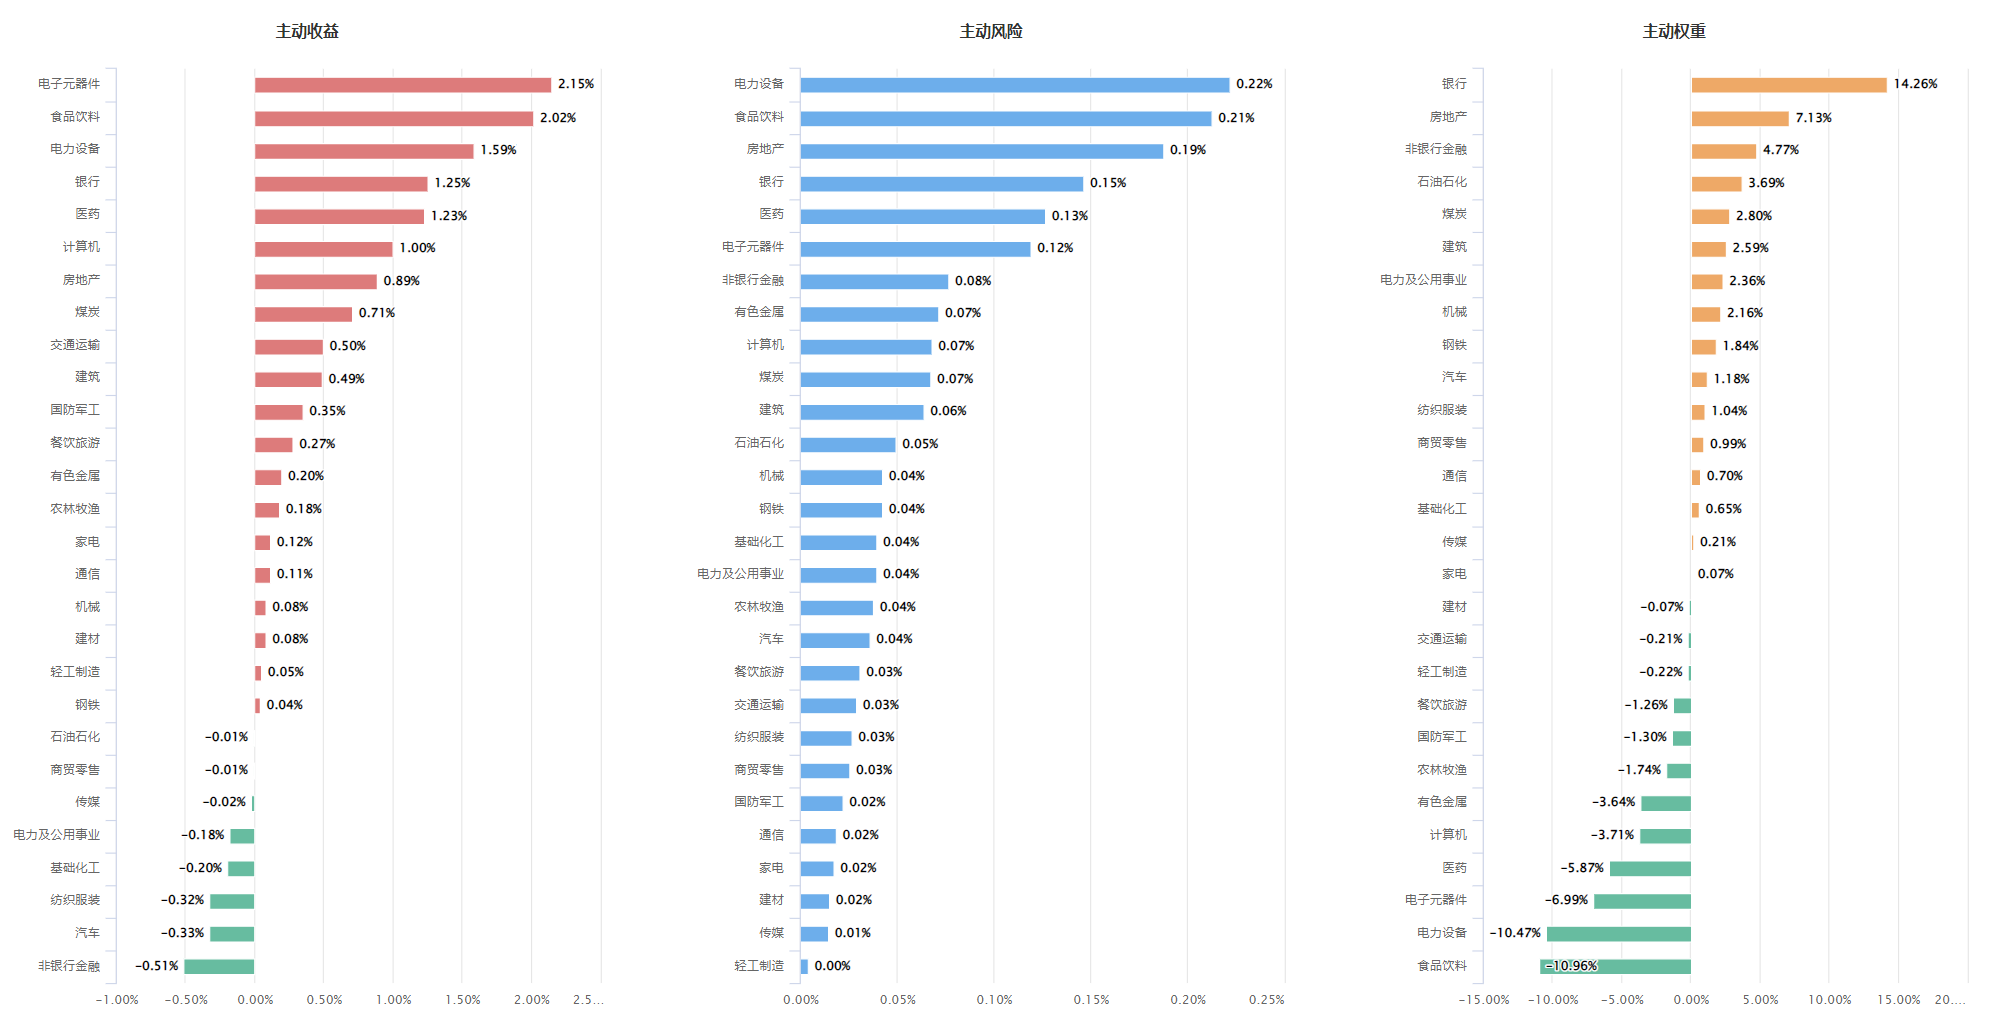 主动收益
电子元器件 2.15%
食品饮料 2.02%
电力设备 1.59%
银行 1.25%
医药 1.23%
计算机 1.00%
房地产 0.89%
煤炭 0.71%
交通运输 0.50%
建筑 0.49%
国防军工 0.35%
餐饮旅游 0.27%
有色金属 0.20%
农林牧渔 0.18%
家电 0.12%
通信 0.11%
机械 0.08%
建材 0.08%
轻工制造 0.05%
钢铁 0.04%
石油石化 -0.01%
商贸零售 -0.01%
传媒 -0.02%
电力及公用事业 -0.18%
基础化工 -0.20%
纺织服装 -0.32%
汽车 -0.33%
非银行金融 -0.51%
-1.00% -0.50% 0.00% 0.50% 1.00% 1.50% 2.00% 2.5...
主动风险
电力设备 0.22%
食品饮料 0.21%
房地产 0.19%
银行 0.15%
医药 0.13%
电子元器件 0.12%
非银行金融 0.08%
有色金属 0.07%
计算机 0.07%
煤炭 0.07%
建筑 0.06%
石油石化 0.05%
机械 0.04%
钢铁 0.04%
基础化工 0.04%
电力及公用事业 0.04%
农林牧渔 0.04%
汽车 0.04%
餐饮旅游 0.03%
交通运输 0.03%
纺织服装 0.03%
商贸零售 0.03%
国防军工 0.02%
通信 0.02%
家电 0.02%
建材 0.02%
传媒 0.01%
轻工制造 0.00%
0.00% 0.05% 0.10% 0.15% 0.20% 0.25%
主动权重
银行 14.26%
房地产 7.13%
非银行金融 4.77%
石油石化 3.69%
煤炭 2.80%
建筑 2.59%
电力及公用事业 2.36%
机械 2.16%
钢铁 1.84%
汽车 1.18%
纺织服装 1.04%
商贸零售 0.99%
通信 0.70%
基础化工 0.65%
传媒 0.21%
家电 0.07%
建材 -0.07%
交通运输 -0.21%
轻工制造 -0.22%
餐饮旅游 -1.26%
国防军工 -1.30%
农林牧渔 -1.74%
有色金属 -3.64%
计算机 -3.71%
医药 -5.87%
电子元器件 -6.99%
电力设备 -10.47%
食品饮料 -10.96%
-15.00% -10.00% -5.00% 0.00% 5.00% 10.00% 15.00% 20....